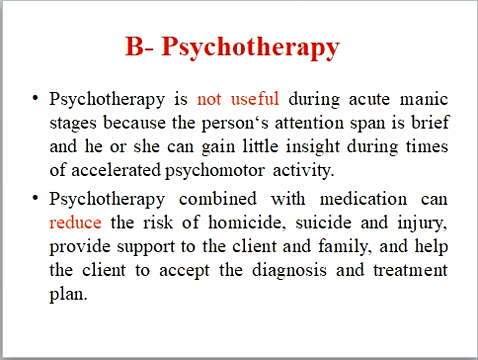 B- Psychotherapy
• Psychotherapy is not useful during acute manic
stages because the person‘s attention span is brief
and he or she can gain little insight during times
of accelerated psychomotor activity.
• Psychotherapy combined with medication can
reduce the risk of homicide, suicide and injury,
provide support to the client and family, and help
the client to accept the diagnosis and treatment
plan.